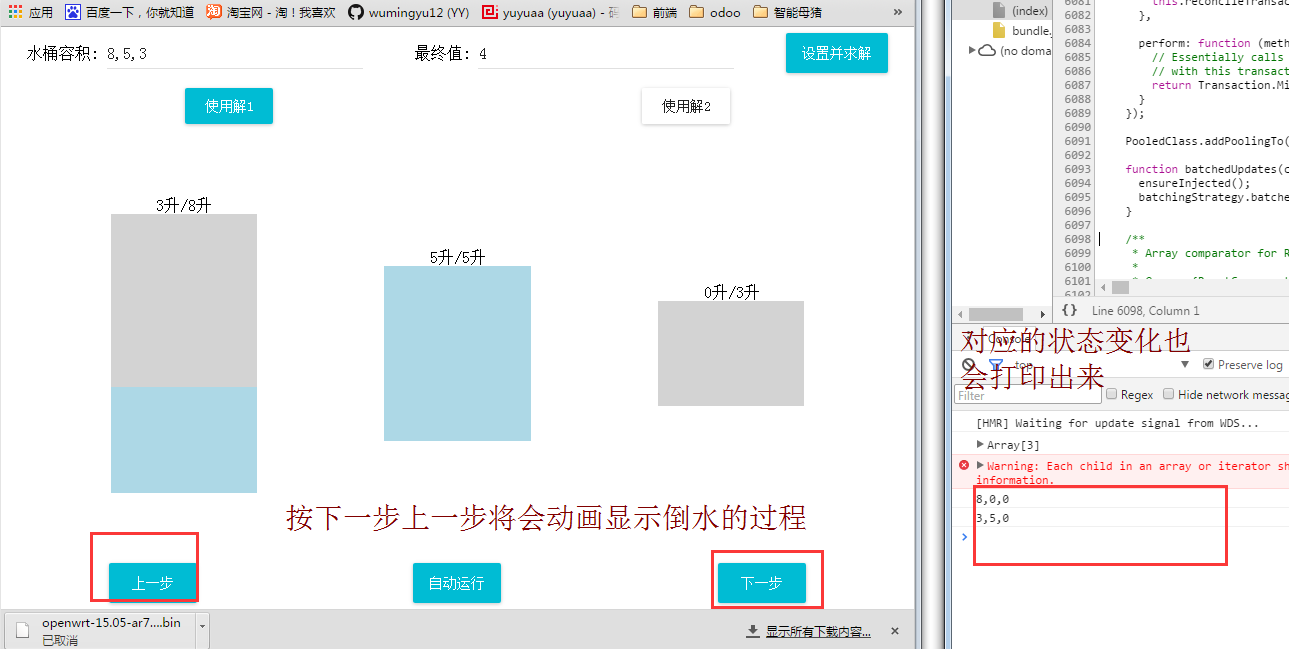 应用 百度一下，你就知道 淘宝网 - 淘！我喜欢 wumingyu12 (YY) yuyuaa (yuyuaa) - 码 前端 odoo 智能母猪 »
水桶容积: 8,5,3 最终值: 4 设置并求解
使用解1 使用解2
3升/8升
5升/5升
0升/3升
按下一步上一步将会动画显示倒水的过程
上一步 自动运行 下一步
openwrt-15.05-ar7....bin
已取消
显示所有下载内容...
(index)
bundle.
(no doma
6081 this.reconcileTransac
6082 },
6083
6084 perform: function (meth
6085 // Essentially calls
6086 // with this transact
6087 return Transaction.Mi
6088 }
6089 });
6090
6091 PooledClass.addPoolingTo(
6092
6093 function batchedUpdates(c
6094 ensureInjected();
6095 batchingStrategy.batche
6096 }
6097
6098 /**
6099 * Array comparator for R
6100 *
6101
6102
{} Line 6098, Column 1
Console
对应的状态变化也
会打印出来
top Preserve log
Filter Regex Hide network messag
[HMR] Waiting for update signal from WDS...
Array[3]
Warning: Each child in an array or iterator sh
information.
8,0,0
3,5,0